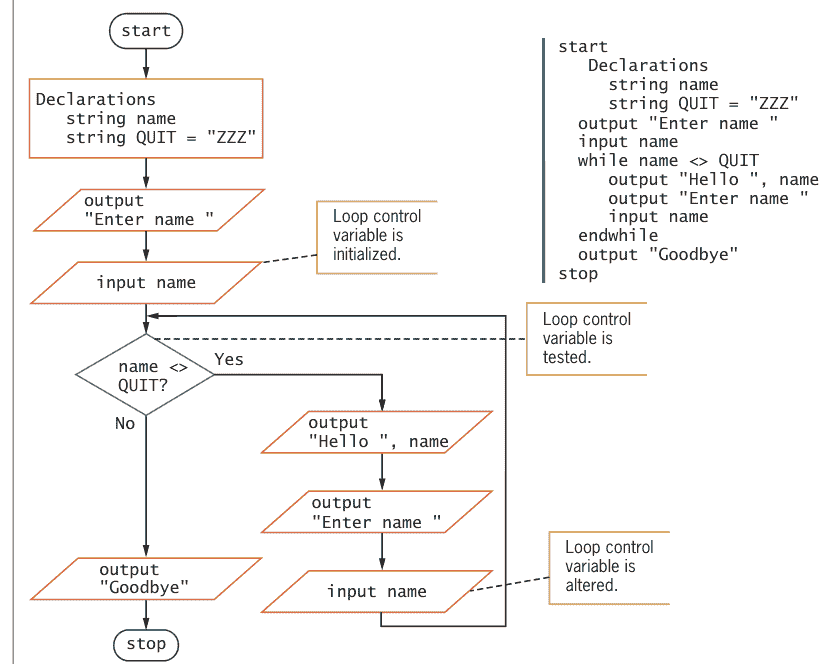 start
Declarations
string name
string QUIT = "ZZZ"
output
"Enter name "
input name
Loop control
variable is
initialized.
name <>
QUIT?
Yes
No
Loop control
variable is
tested.
output
"Hello ", name
output
"Enter name "
input name
Loop control
variable is
altered.
output
"Goodbye"
stop
start
Declarations
string name
string QUIT = "ZZZ"
output "Enter name "
input name
while name <> QUIT
output "Hello ", name
output "Enter name "
input name
endwhile
output "Goodbye"
stop